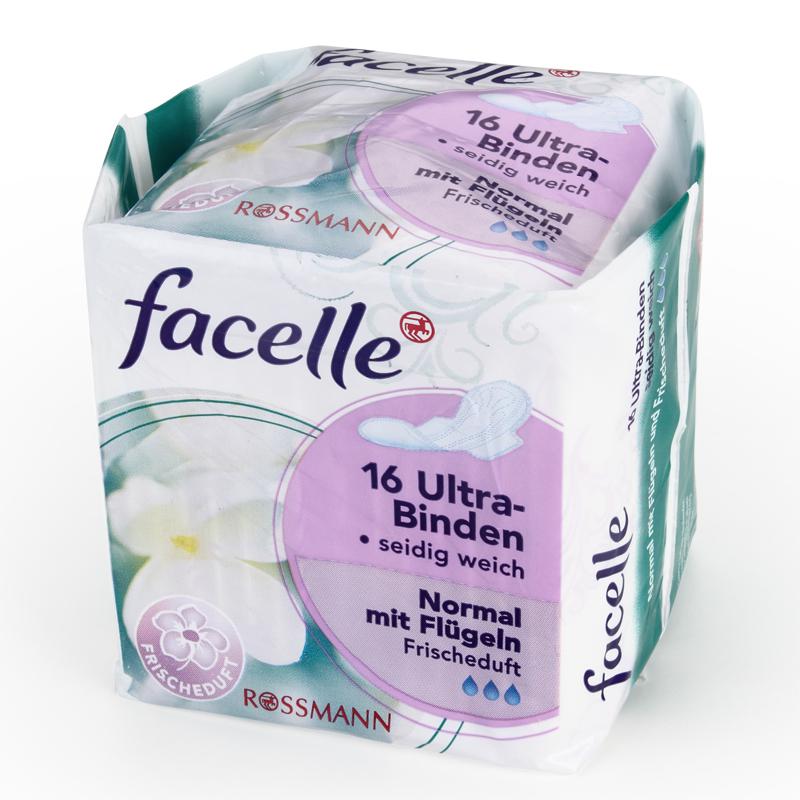 facelle
16 Ultra-
Binden
• seidig weich
Normal
mit Flügeln
Frischeduft
ROSSMANN
facelle
16 Ultra-
Binden
• seidig weich
Normal
mit Flügeln
Frischeduft
FRISCHEDUFT
ROSSMANN
facelle
16 Ultra-Binden
seidig weich
Normal mit Flügeln und Frischeduft